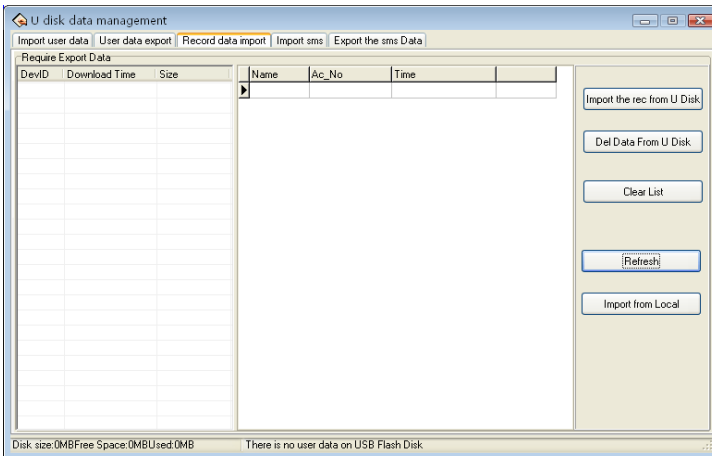 U disk data management
Import user data User data export Record data import Import sms Export the sms Data
Require Export Data
DevID Download Time Size Name Ac_No Time
Import the rec from U Disk
Del Data From U Disk
Clear List
Refresh
Import from Local
Disk size:0MBFree Space:0MBUsed:0MB There is no user data on USB Flash Disk